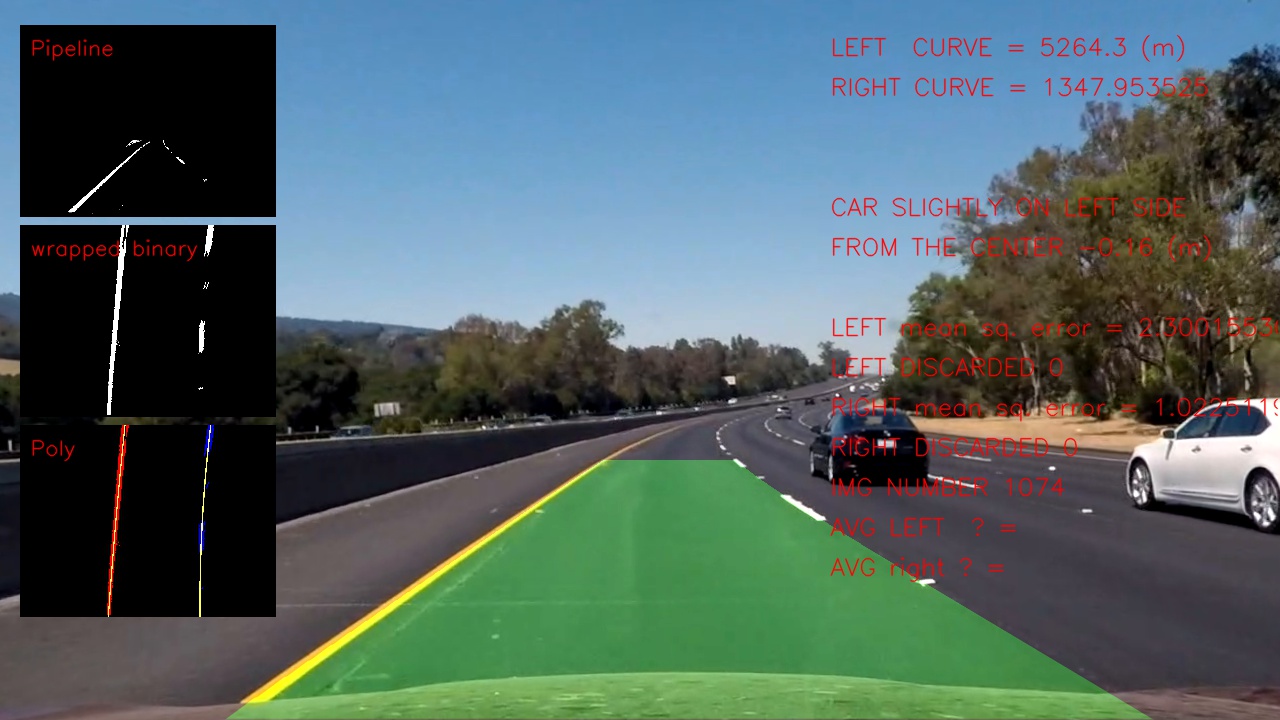 Pipeline
wrapped binary
Poly
LEFT CURVE = 5264.3 (m)
RIGHT CURVE = 1347.953525
CAR SLIGHTLY ON LEFT SIDE
FROM THE CENTER -0.16 (m)
LEFT mean sq. error = 2.3001553
LEFT DISCARDED 0
RIGHT mean sq. error = 1.0225119
RIGHT DISCARDED 0
IMG NUMBER 1074
AVG LEFT ? =
AVG right ? =